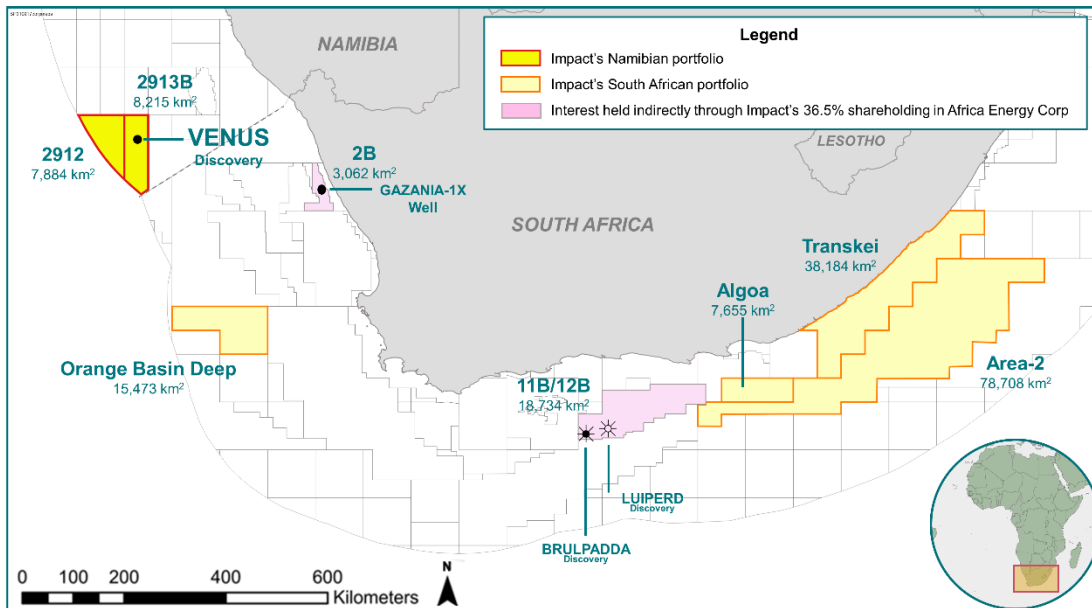 NAMIBIA
Legend
Impact's Namibian portfolio
Impact's South African portfolio
Interest held indirectly through Impact's 36.5% shareholding in Africa Energy Corp
2913B
8,215 km²
VENUS
Discovery
2912
7,884 km²
2B
3,062 km²
GAZANIA-1X
Well
LESOTHO
SOUTH AFRICA
Transkei
38,184 km²
Algoa
7,655 km²
Orange Basin Deep
15,473 km²
11B/12B
18,734 km²
Area-2
78,708 km²
LUIPERD
Discovery
BRULPADDA
Discovery
0 50 100 200 400 600
Kilometers
N